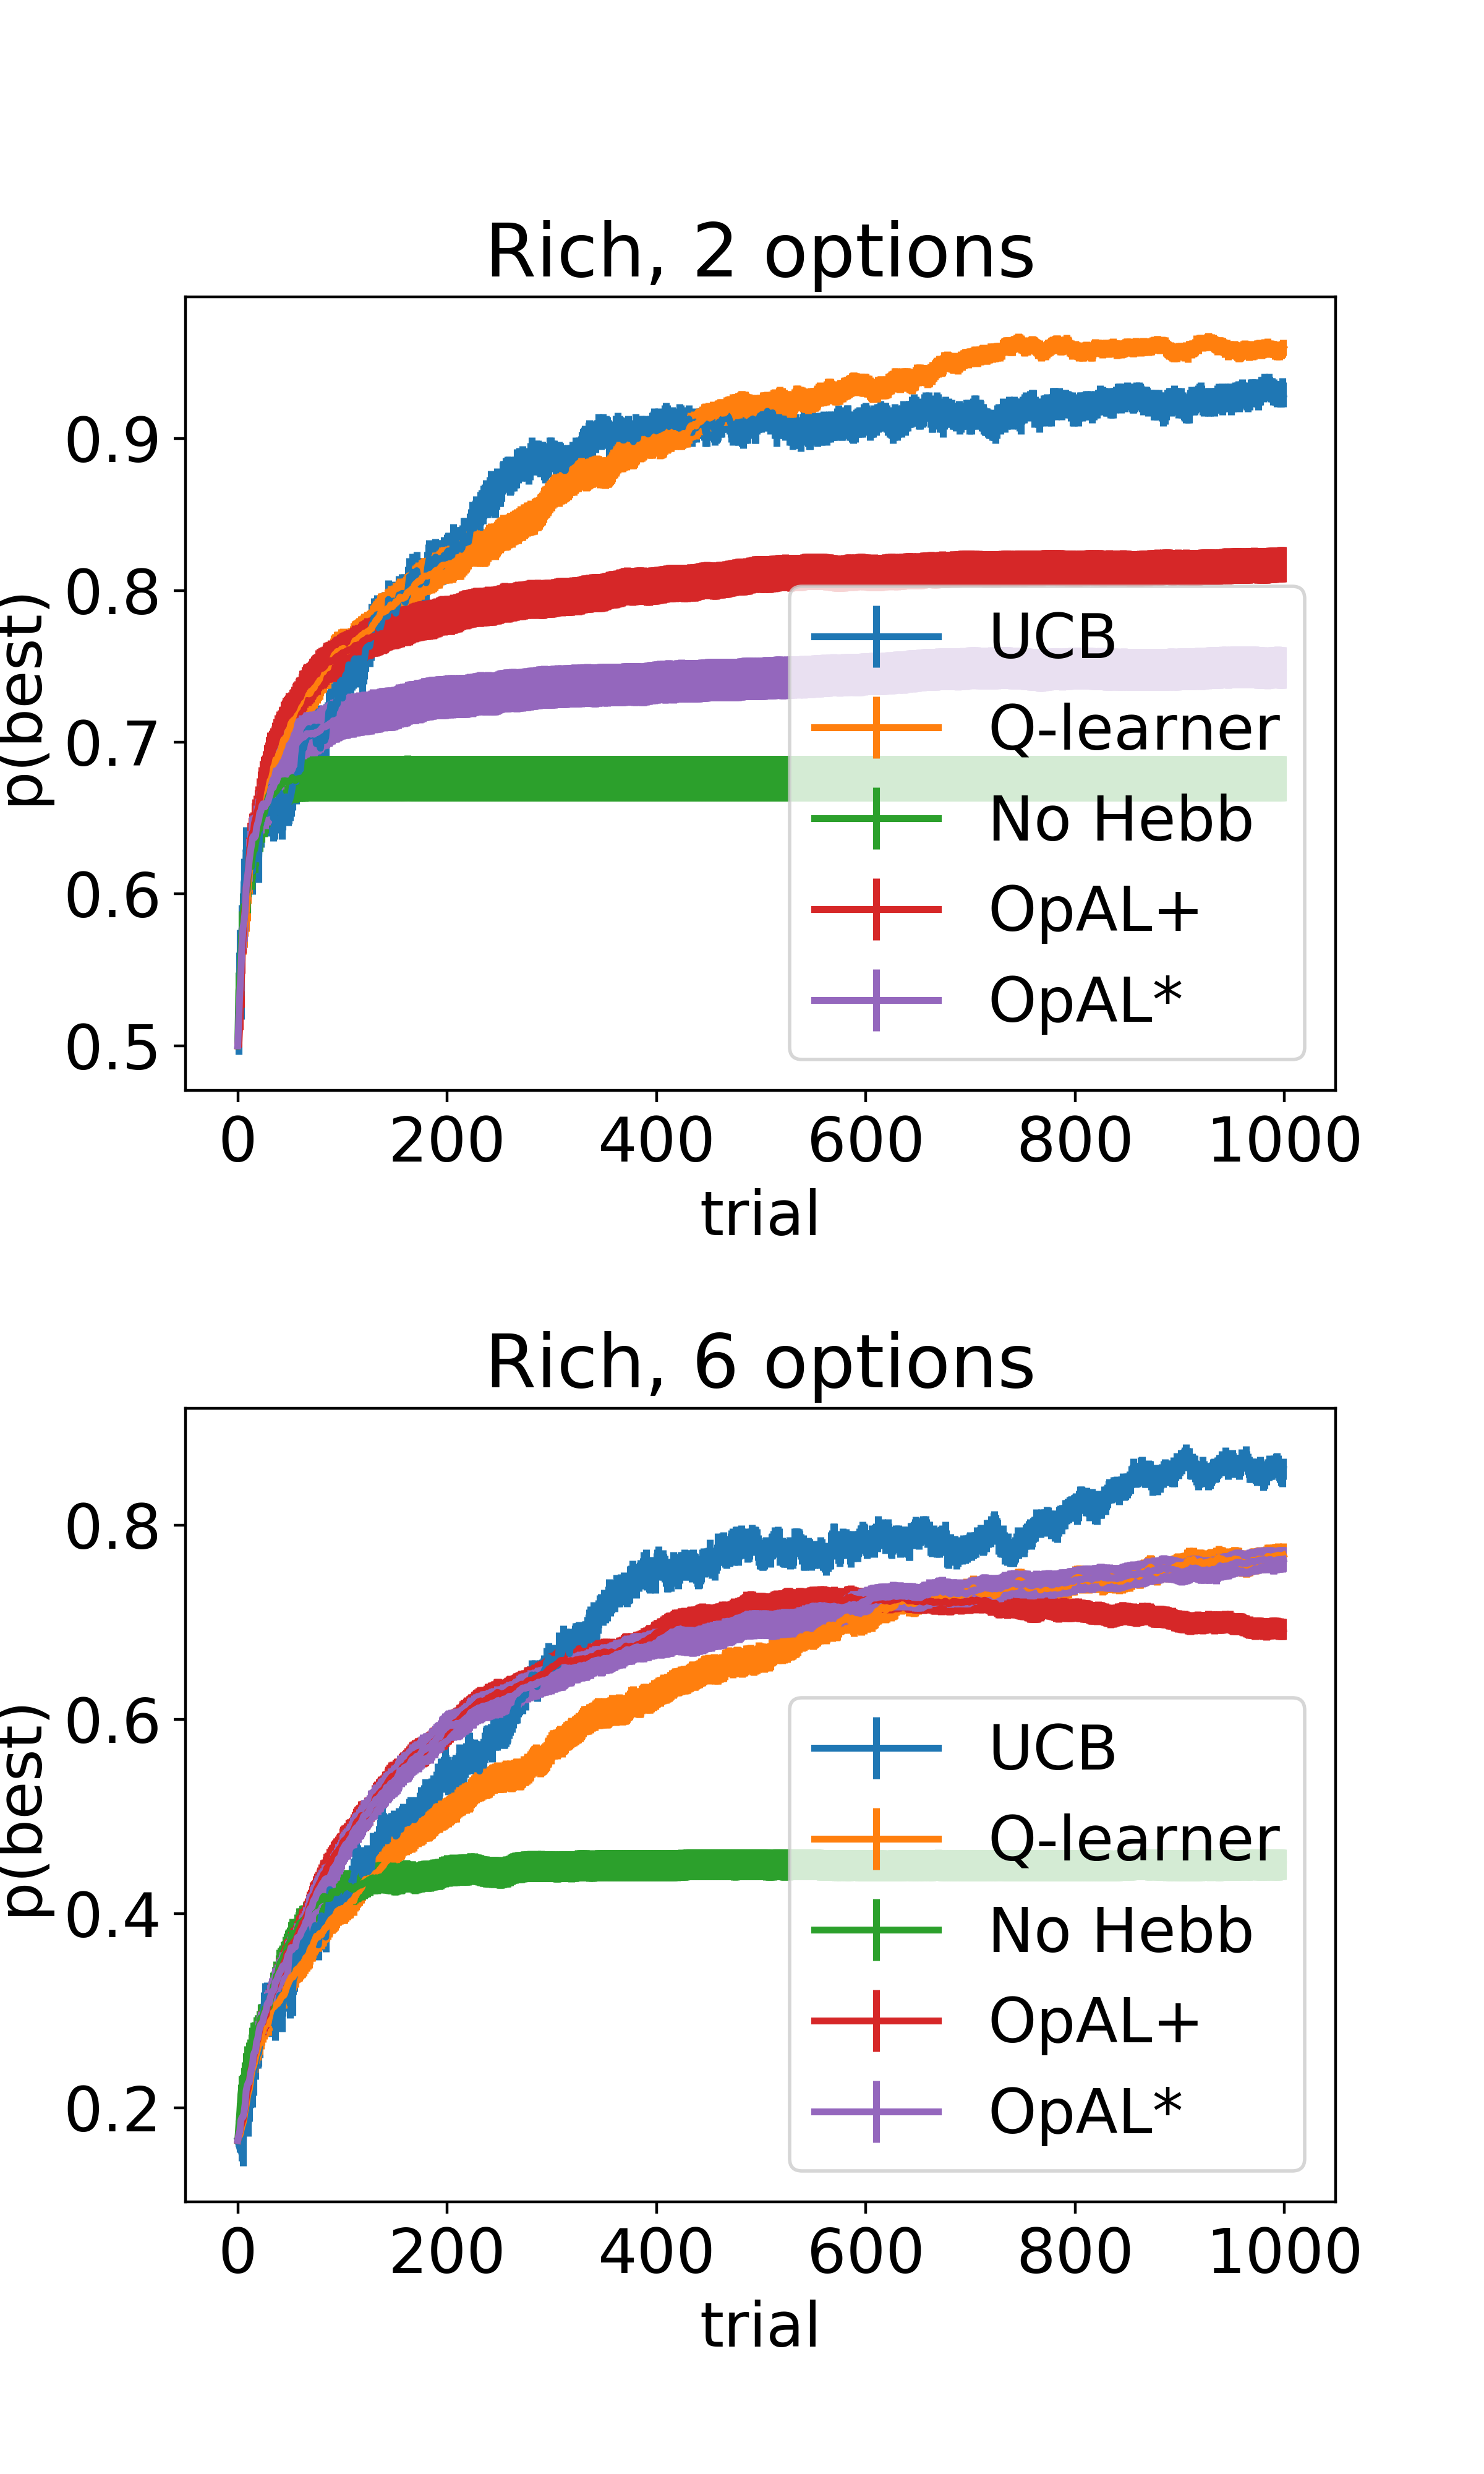 Rich, 2 options
p(best)
0.9
0.8
0.7
0.6
0.5
UCB
Q-learner
No Hebb
OpAL+
OpAL*
0 200 400 600 800 1000
trial
Rich, 6 options
p(best)
0.8
0.6
0.4
0.2
UCB
Q-learner
No Hebb
OpAL+
OpAL*
0 200 400 600 800 1000
trial